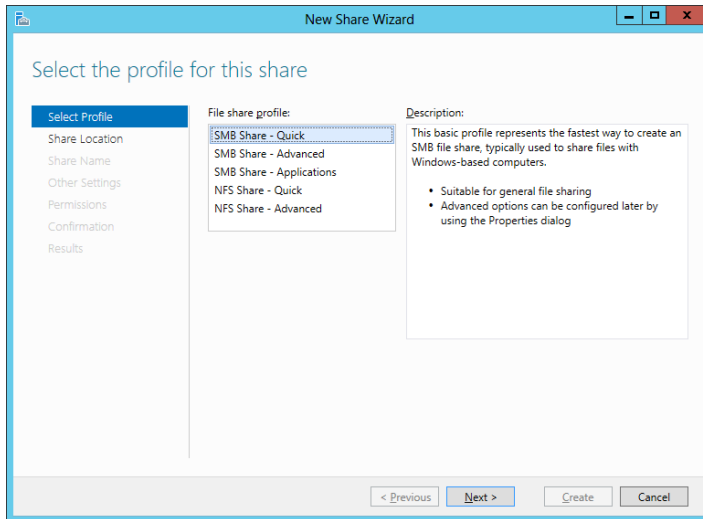 New Share Wizard
Select the profile for this share
Select Profile
Share Location
Share Name
Other Settings
Permissions
Confirmation
Results
File share profile:
SMB Share - Quick
SMB Share - Advanced
SMB Share - Applications
NFS Share - Quick
NFS Share - Advanced
Description:
This basic profile represents the fastest way to create an
SMB file share, typically used to share files with
Windows-based computers.
• Suitable for general file sharing
• Advanced options can be configured later by
using the Properties dialog
< Previous
Next >
Create
Cancel